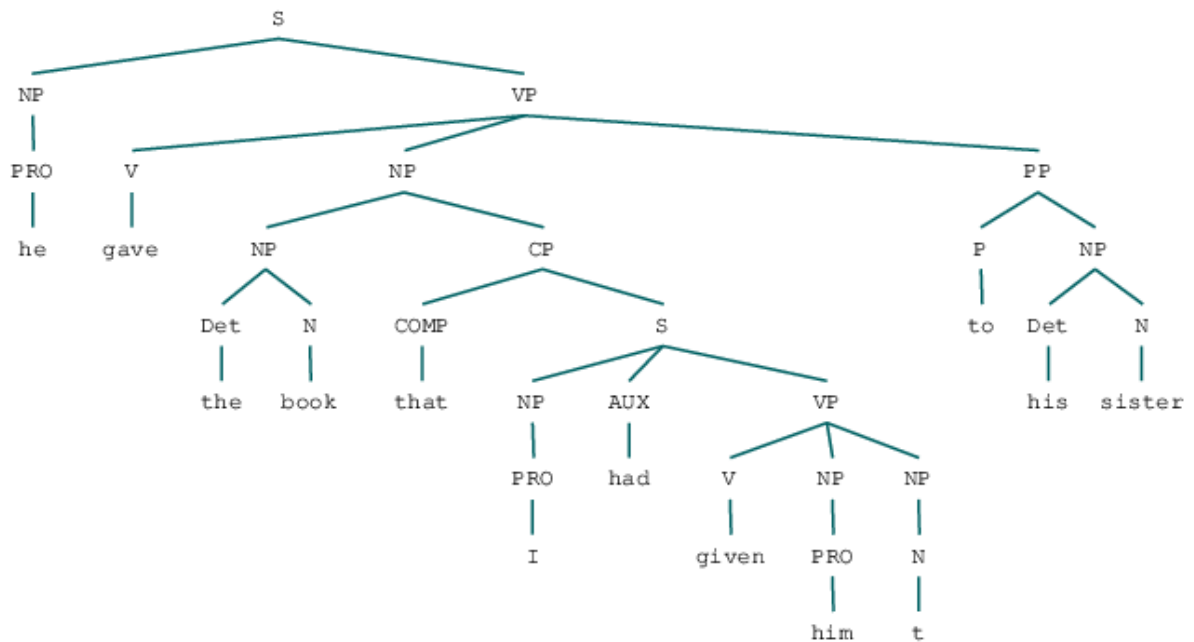 S
NP VP
PRO V NP PP
he gave NP CP P NP
Det N COMP S to Det N
the book that NP AUX VP his sister
PRO had V NP NP
I given PRO N
him t